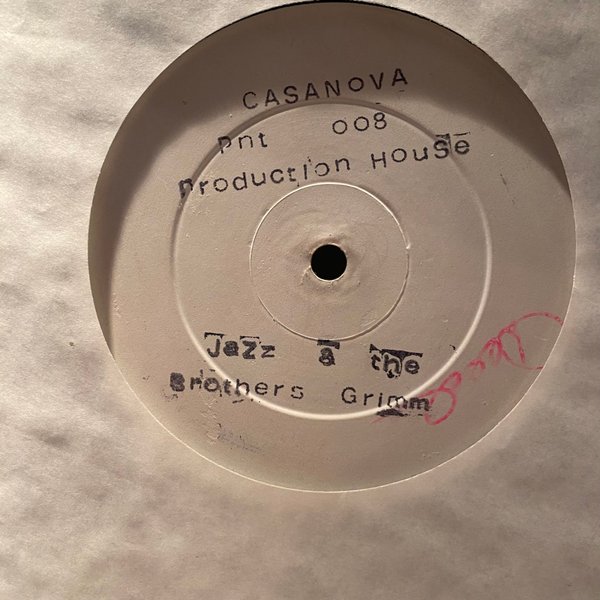 CASANOVA
pnt 008
production HouSe
JaZz & the
Brothers Grimm